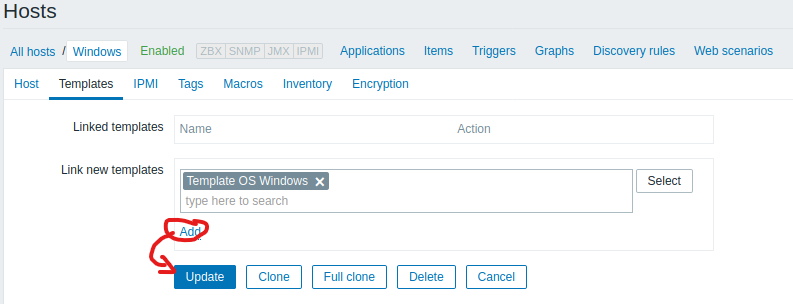 Hosts
All hosts / Windows Enabled ZBX SNMP JMX IPMI Applications Items Triggers Graphs Discovery rules Web scenarios
Host Templates IPMI Tags Macros Inventory Encryption
Linked templates Name Action
Link new templates
Template OS Windows Select
type here to search
Add
Update Clone Full clone Delete Cancel